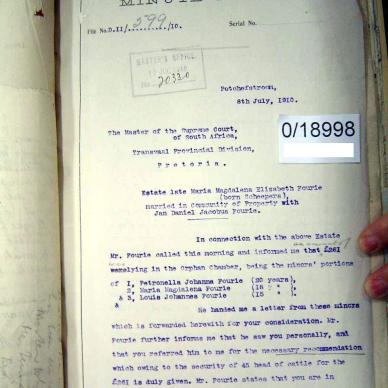 MINUTE
File No. D.II/ 599 /10.
Serial No.
MASTER'S OFFICE
No. 20330
Potchefstroom,
8th July, 1910.
The Master of the Supreme Court,
of South Africa,
Transvaal Provincial Division,
Pretoria.
0/18998
Estate late Maria Magdalena Elizabeth Fourie
(born Scheepers),
married in Community of Property with
Jan Daniel Jacobus Fourie.
In connection with the above Estate
Mr. Fourie called this morning and informed me that £261
was lying in the Orphan Chamber, being the minors' portions
of 1, Petronella Johanna Fourie (20 years),
2, Maria Magdalena Fourie (18 " )
& 3, Louis Johannes Fourie (15 " ).
He handed me a letter from these minors
which is forwarded herewith for your consideration. Mr.
Fourie further informs me that he saw you personally, and
that you referred him to me for the necessary recommendation
which owing to the security of 45 head of cattle for the
£261 is duly given. Mr. Fourie states that you are in